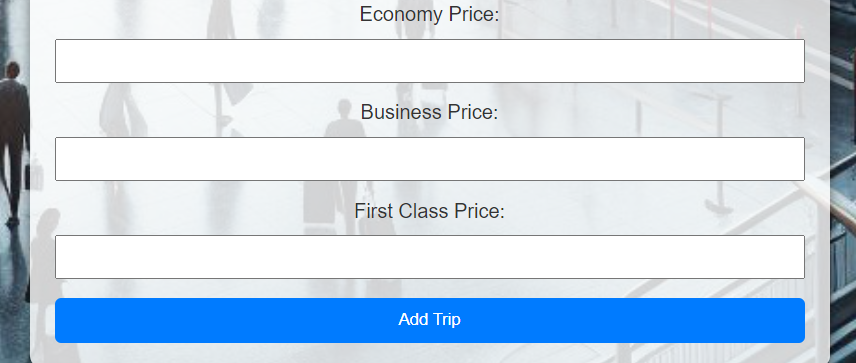 Economy Price:
Business Price:
First Class Price:
Add Trip